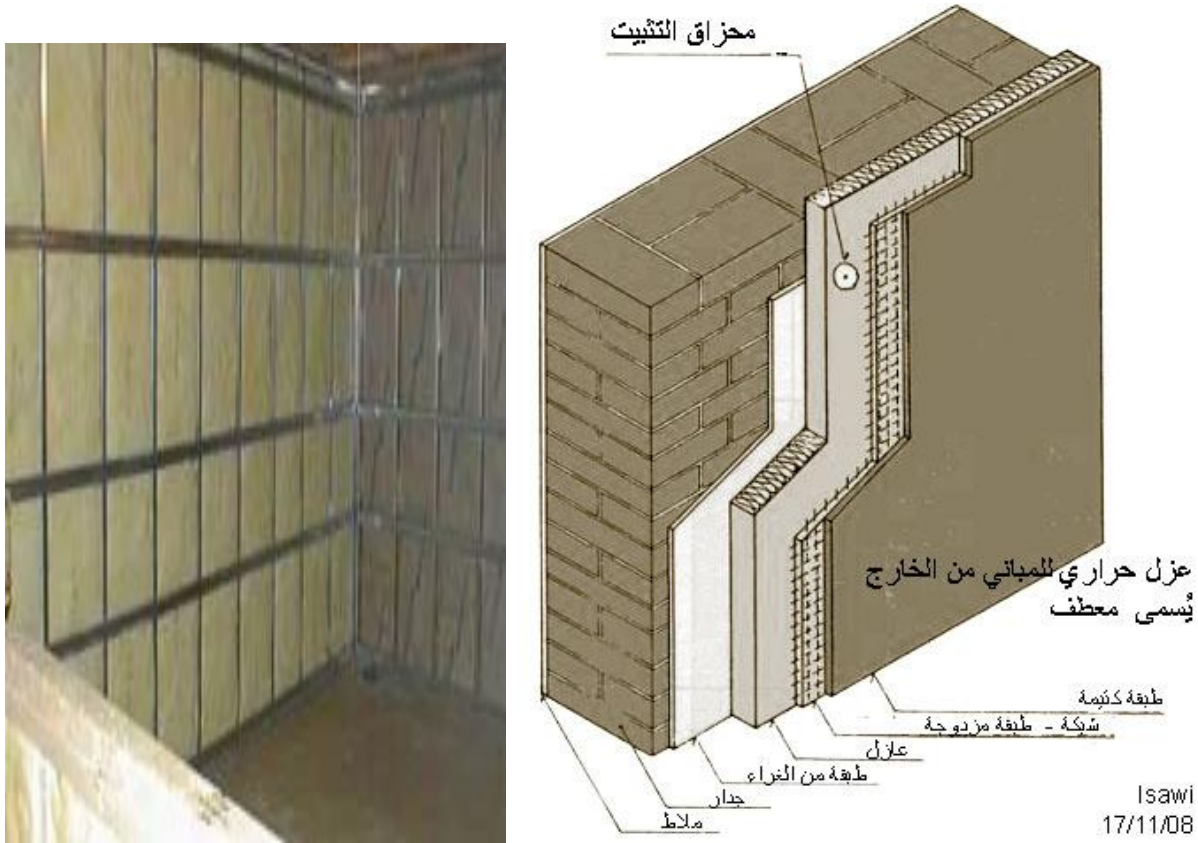 محزاق التثبيت
عزل حراري للمباني من الخارج
يُسمى معطف
طبقة كتيمة
شبكة - طبقة مزدوجة
عازل
طبقة من الغراء
جدار
ملاط
Isawi
17/11/08